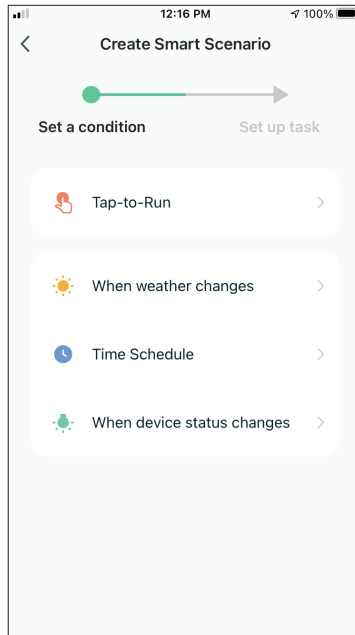 12:16 PM 100%
Create Smart Scenario
Set a condition Set up task
Tap-to-Run
When weather changes
Time Schedule
When device status changes